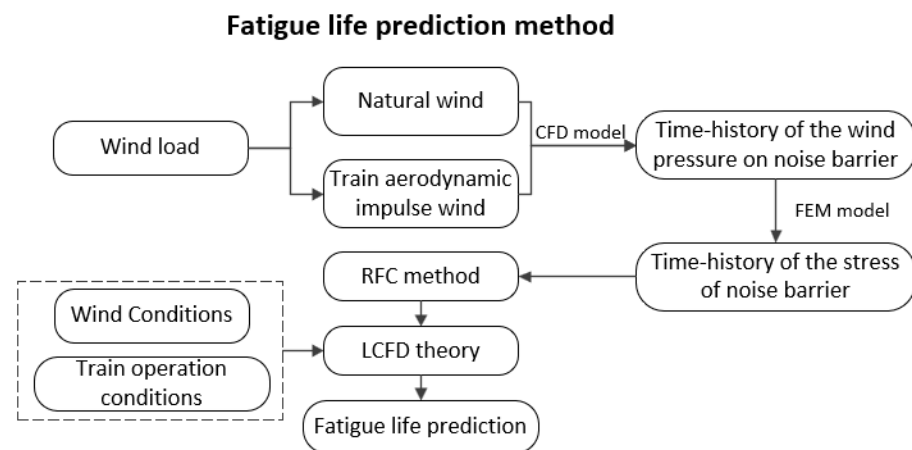 Fatigue life prediction method
Wind load
Natural wind
Train aerodynamic
impulse wind
CFD model
Time-history of the wind
pressure on noise barrier
FEM model
Time-history of the stress
of noise barrier
RFC method
Wind Conditions
Train operation
conditions
LCFD theory
Fatigue life prediction